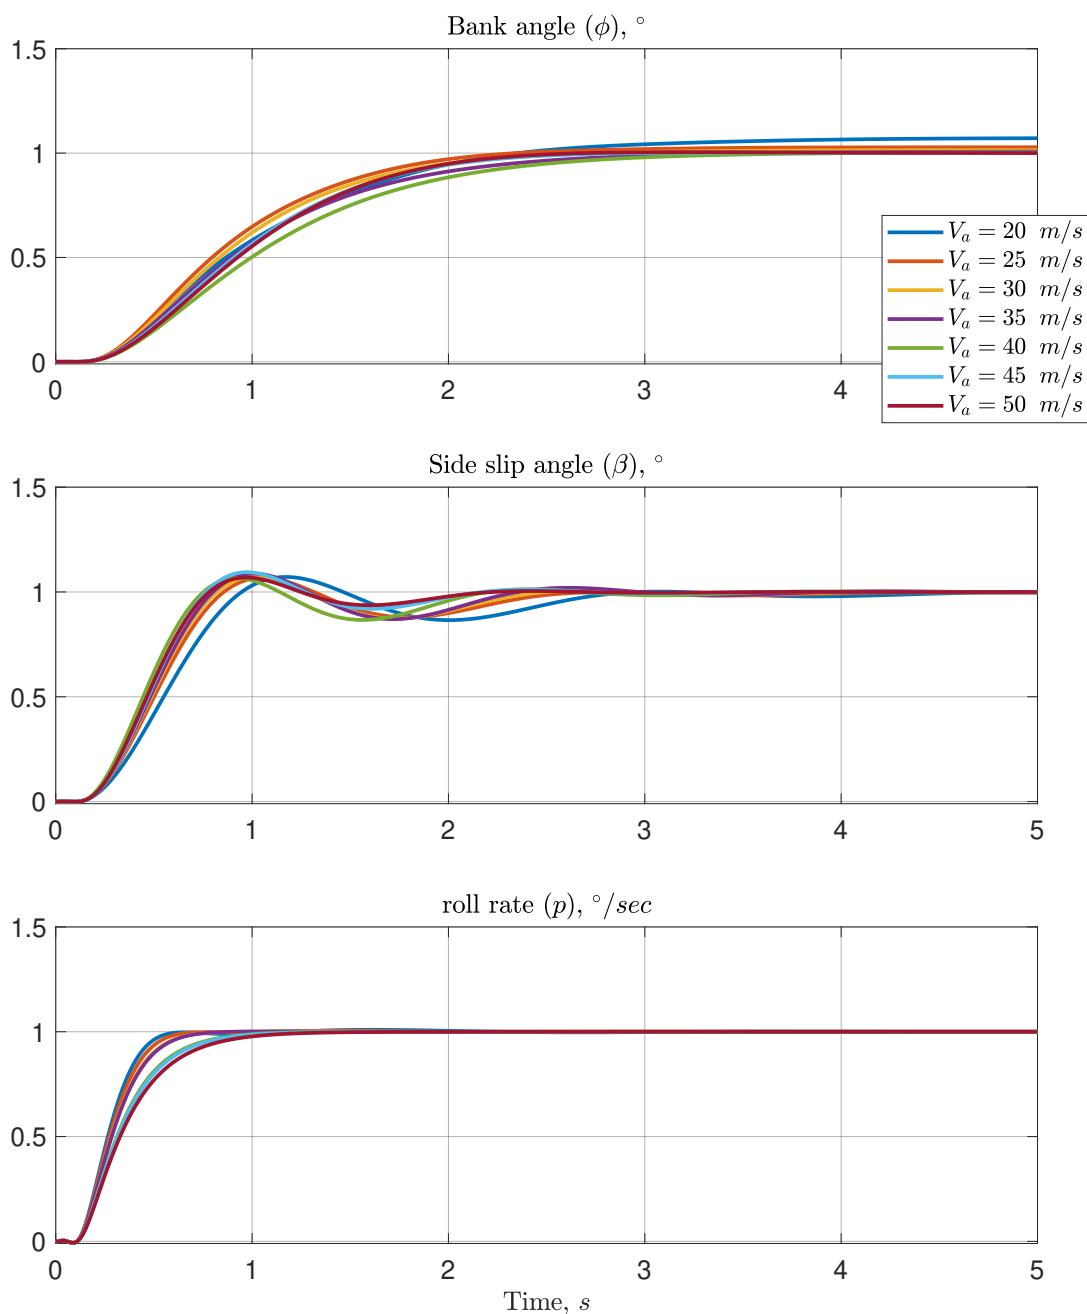 Bank angle (ϕ), °
1.5
1
0.5
0
0 1 2 3 4
V_a = 20 m/s
V_a = 25 m/s
V_a = 30 m/s
V_a = 35 m/s
V_a = 40 m/s
V_a = 45 m/s
V_a = 50 m/s
Side slip angle (β), °
1.5
1
0.5
0
0 1 2 3 4 5
roll rate (p), °/sec
1.5
1
0.5
0
0 1 2 3 4 5
Time, s